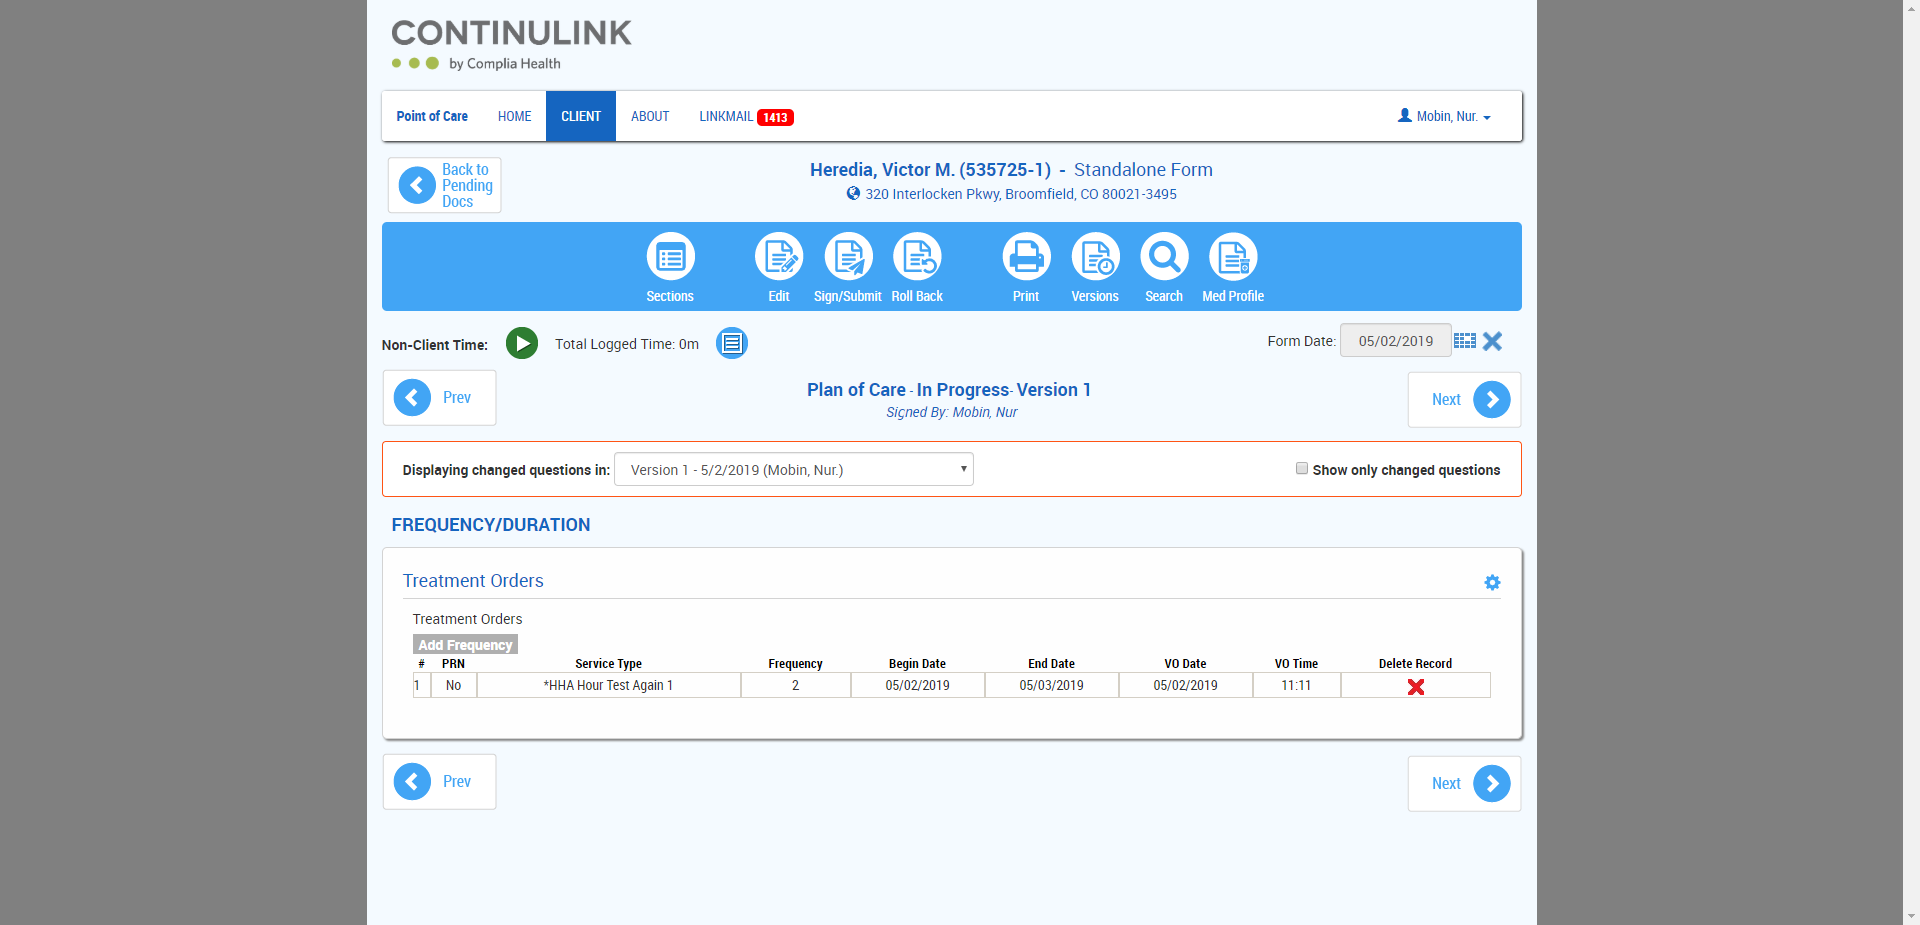 CONTINULINK
by Complia Health
Point of Care HOME CLIENT ABOUT LINKMAIL 1413 Mobin, Nur.
Back to
Pending
Docs
Heredia, Victor M. (535725-1) - Standalone Form
320 Interlocken Pkwy, Broomfield, CO 80021-3495
Sections Edit Sign/Submit Roll Back Print Versions Search Med Profile
Non-Client Time: Total Logged Time: 0m Form Date: 05/02/2019
Prev Plan of Care - In Progress- Version 1 Next
Signed By: Mobin, Nur
Displaying changed questions in: Version 1 - 5/2/2019 (Mobin, Nur.) Show only changed questions
FREQUENCY/DURATION
Treatment Orders
Treatment Orders
Add Frequency
# PRN Service Type Frequency Begin Date End Date VO Date VO Time Delete Record
1 No *HHA Hour Test Again 1 2 05/02/2019 05/03/2019 05/02/2019 11:11
Prev Next